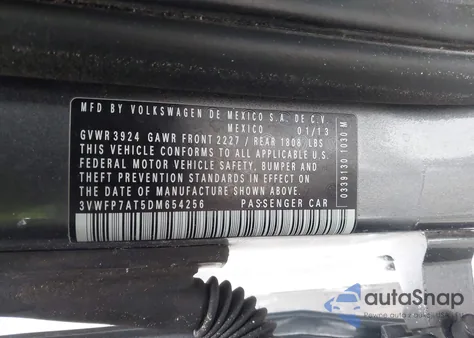 MFD BY VOLKSWAGEN DE MEXICO S.A. DE C.V.
MEXICO 01/13
GVWR 3924 GAWR FRONT 2227 / REAR 1808 LBS
THIS VEHICLE CONFORMS TO ALL APPLICABLE U.S.
FEDERAL MOTOR VEHICLE SAFETY, BUMPER, AND
THEFT PREVENTION STANDARDS IN EFFECT ON THE
DATE OF MANUFACTURE SHOWN ABOVE.
3VWFP7AT5DM654256 PASSENGER CAR
0339130 1030 M
autoSnap